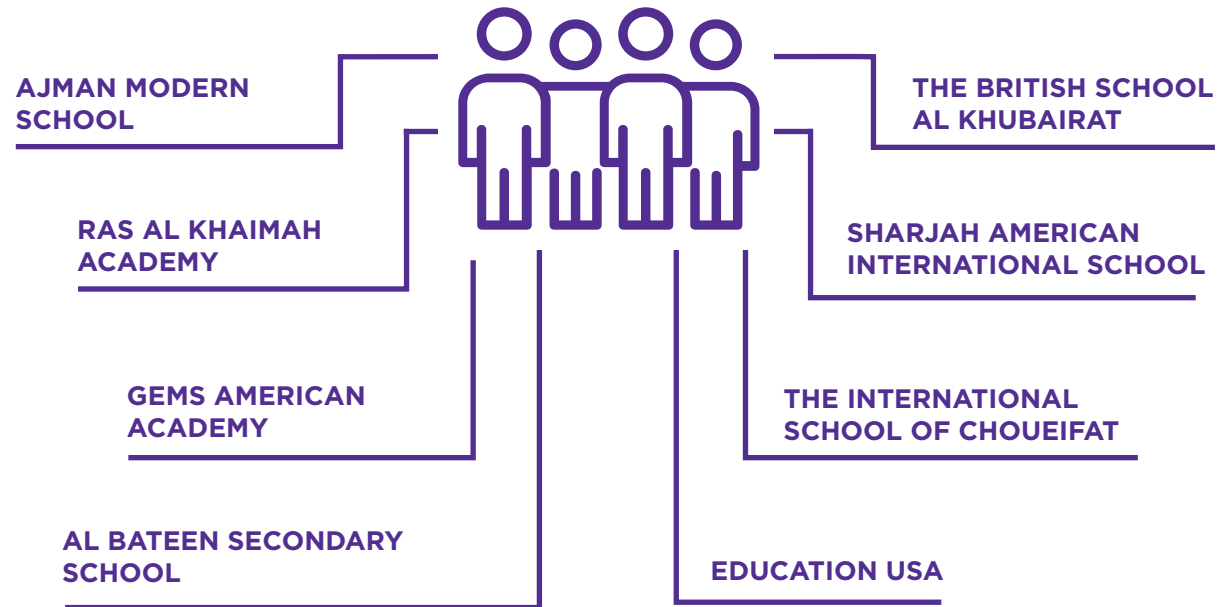 AJMAN MODERN
SCHOOL
RAS AL KHAIMAH
ACADEMY
GEMS AMERICAN
ACADEMY
AL BATEEN SECONDARY
SCHOOL
THE BRITISH SCHOOL
AL KHUBAIRAT
SHARJAH AMERICAN
INTERNATIONAL SCHOOL
THE INTERNATIONAL
SCHOOL OF CHOUEIFAT
EDUCATION USA